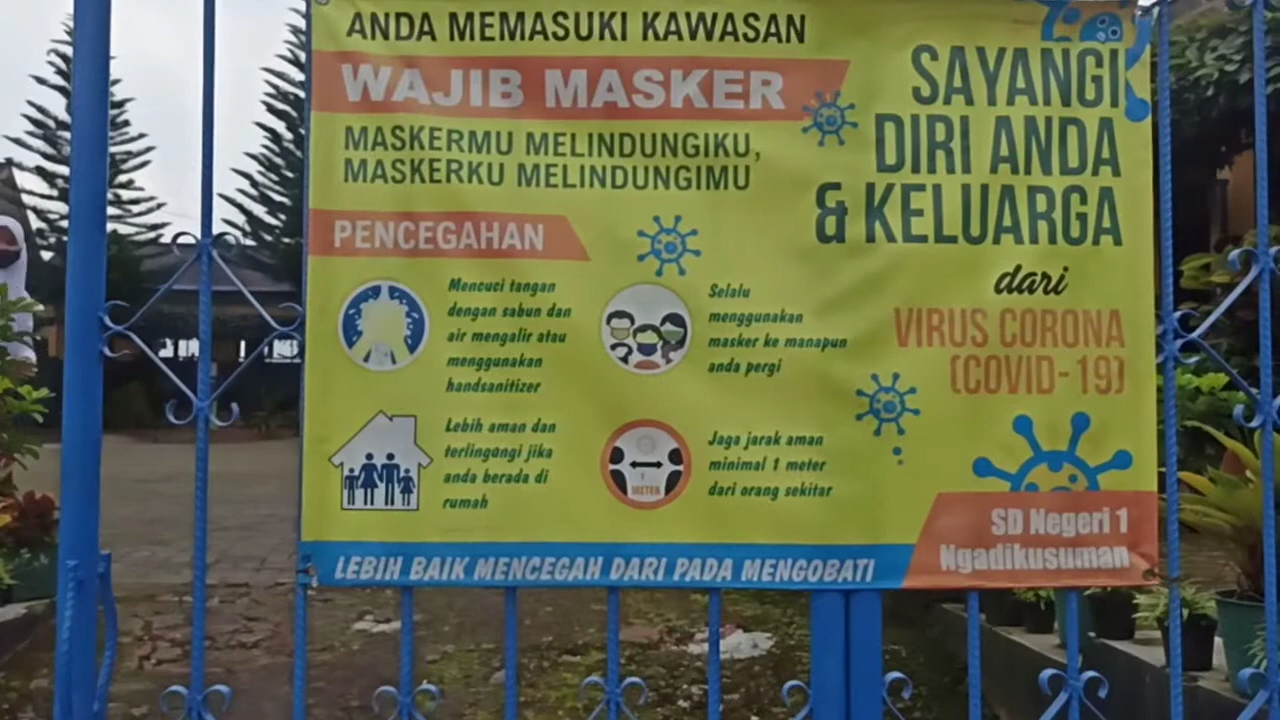 ANDA MEMASUKI KAWASAN
WAJIB MASKER
MASKERMU MELINDUNGIKU,
MASKERKU MELINDUNGIMU
SAYANGI
DIRI ANDA
& KELUARGA
dari
VIRUS CORONA
(COVID-19)
PENCEGAHAN
Mencuci tangan
dengan sabun dan
air mengalir atau
menggunakan
handsanitizer
Selalu
menggunakan
masker ke manapun
anda pergi
Lebih aman dan
terlingungi jika
anda berada di
rumah
1
METER
Jaga jarak aman
minimal 1 meter
dari orang sekitar
SD Negeri 1
Ngadikusuman
LEBIH BAIK MENCEGAH DARI PADA MENGOBATI